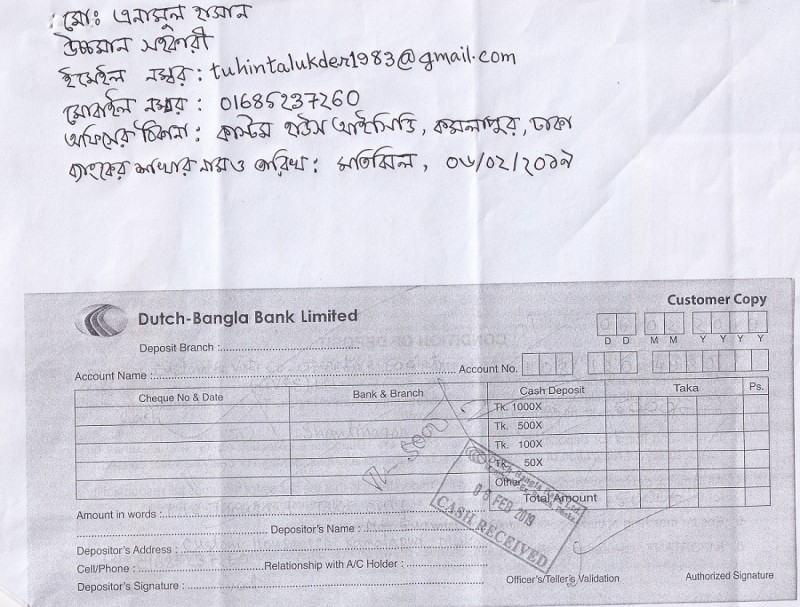 মোঃ এনামুল হাসান
উচ্চমান সহকারী
ইমেইল নম্বর : tuhintalukder1983@gmail.com
মোবাইল নম্বর : 01685237260
অফিসের ঠিকানা : কাস্টম হাউস আইসিডি, কমলাপুর, ঢাকা
ব্যাংকের শাখার নাম ও তারিখ : মতিঝিল, ০৬/০২/২০১৯
Customer Copy
Dutch-Bangla Bank Limited
D D M M Y Y Y Y
Deposit Branch :
Account Name : Account No.
Cheque No & Date Bank & Branch Cash Deposit Taka Ps.
Tk. 1000X
Tk. 500X
Tk. 100X
Tk. 50X
Other
Total Amount
FEB 2019
CASH RECEIVED
Amount in words :
Depositor's Name :
Depositor's Address :
Cell/Phone : Relationship with A/C Holder :
Depositor's Signature : Officer's/Teller's Validation Authorized Signature